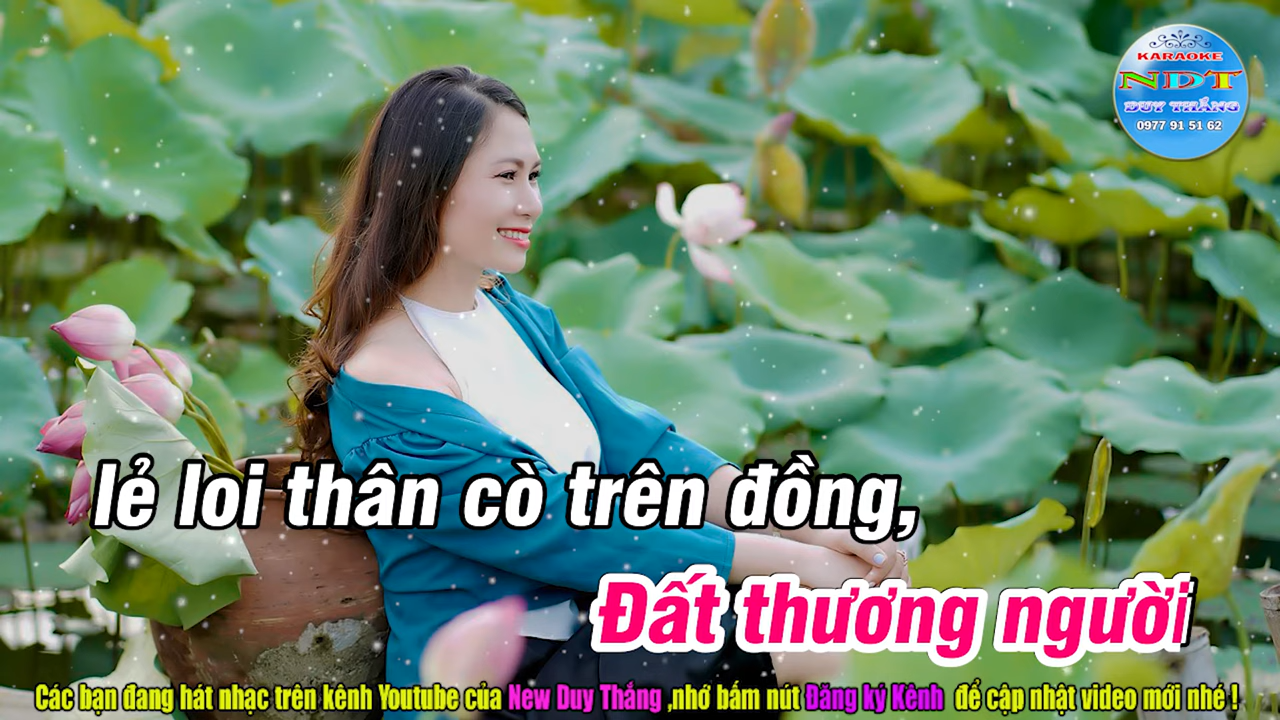 KARAOKE
NDT
DUY THẮNG
0977 91 51 62
lẻ loi thân cò trên đồng,
Đất thương người
Các bạn đang hát nhạc trên kênh Youtube của New Duy Thắng ,nhớ bấm nút Đăng ký Kênh để cập nhật video mới nhé !